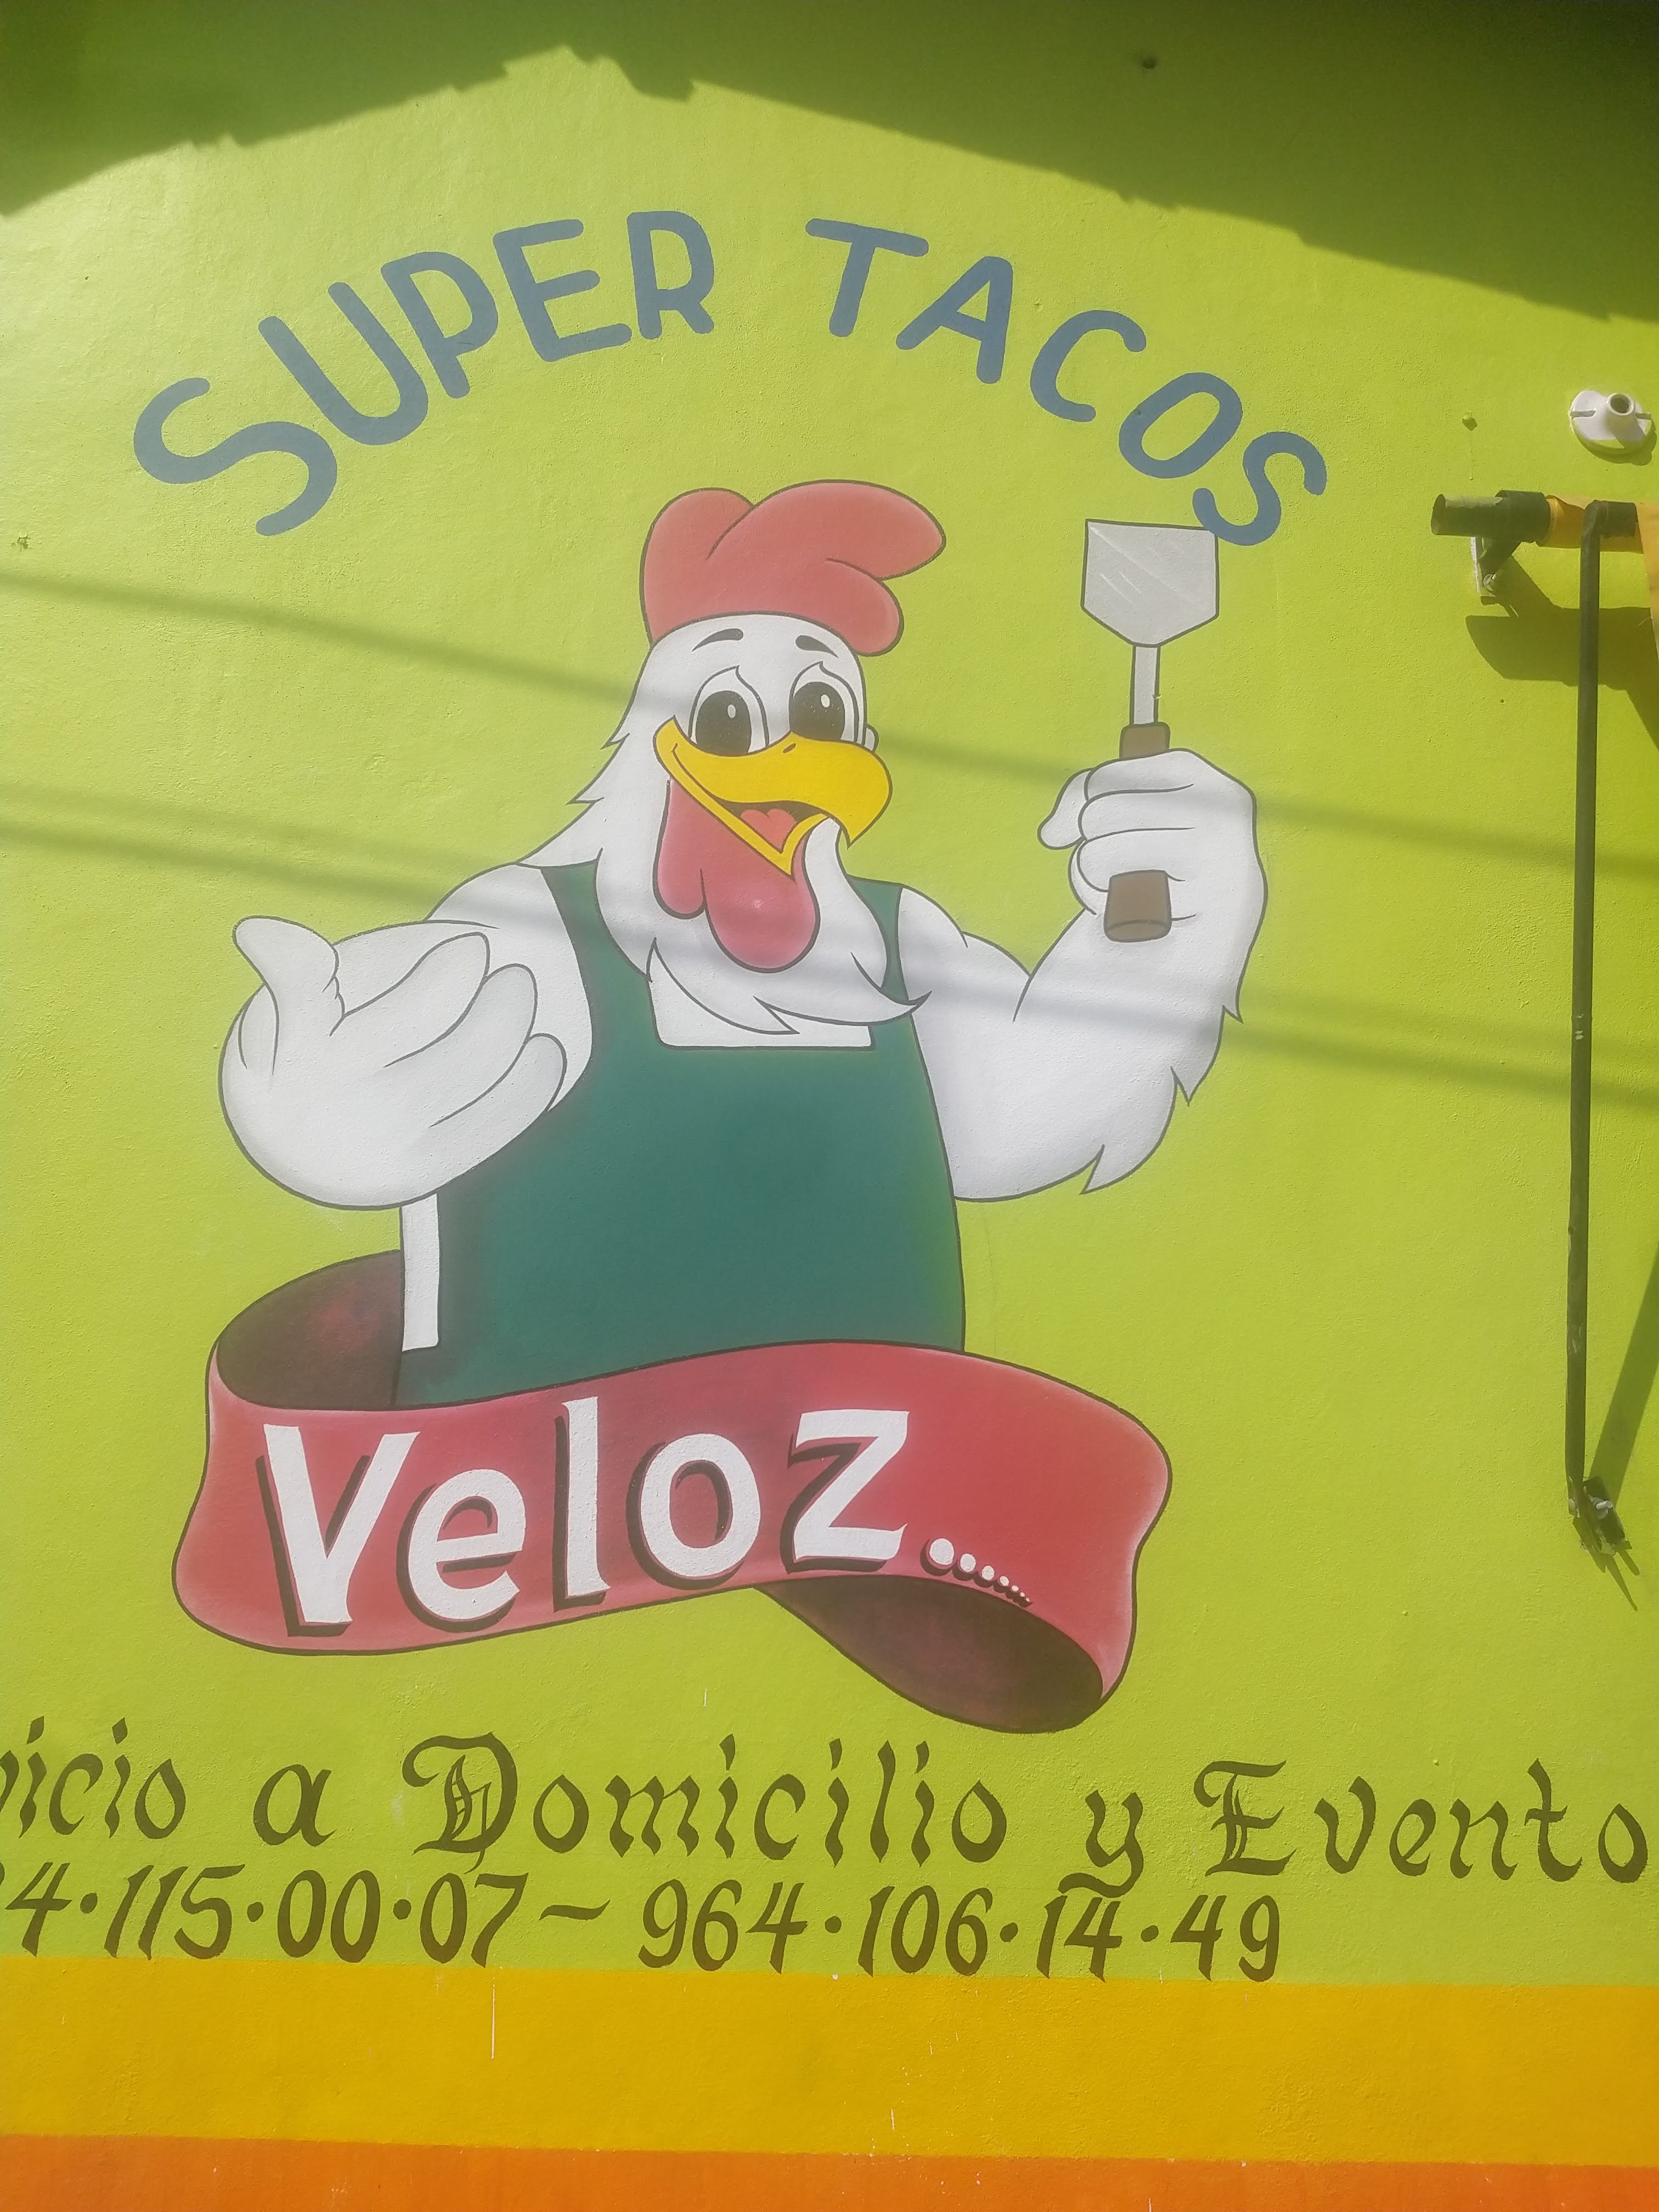 SUPER TACOS
Veloz......
vicio a Domicilio y Evento
4·115·00·07~ 964·106·14·49